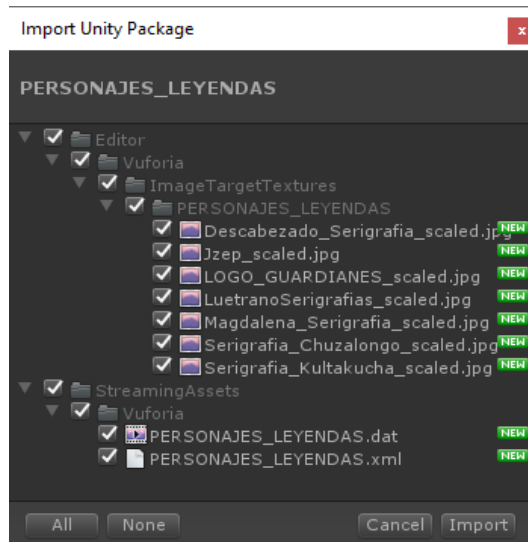 Import Unity Package
x
PERSONAJES_LEYENDAS
Editor
Vuforia
ImageTargetTextures
PERSONAJES_LEYENDAS
Descabezado_Serigrafia_scaled.jpg NEW
Jzep_scaled.jpg NEW
LOGO_GUARDIANES_scaled.jpg NEW
LuetranoSerigrafias_scaled.jpg NEW
Magdalena_Serigrafia_scaled.jpg NEW
Serigrafia_Chuzalongo_scaled.jpg NEW
Serigrafia_Kultakucha_scaled.jpg NEW
StreamingAssets
Vuforia
PERSONAJES_LEYENDAS.dat NEW
PERSONAJES_LEYENDAS.xml NEW
All None Cancel Import